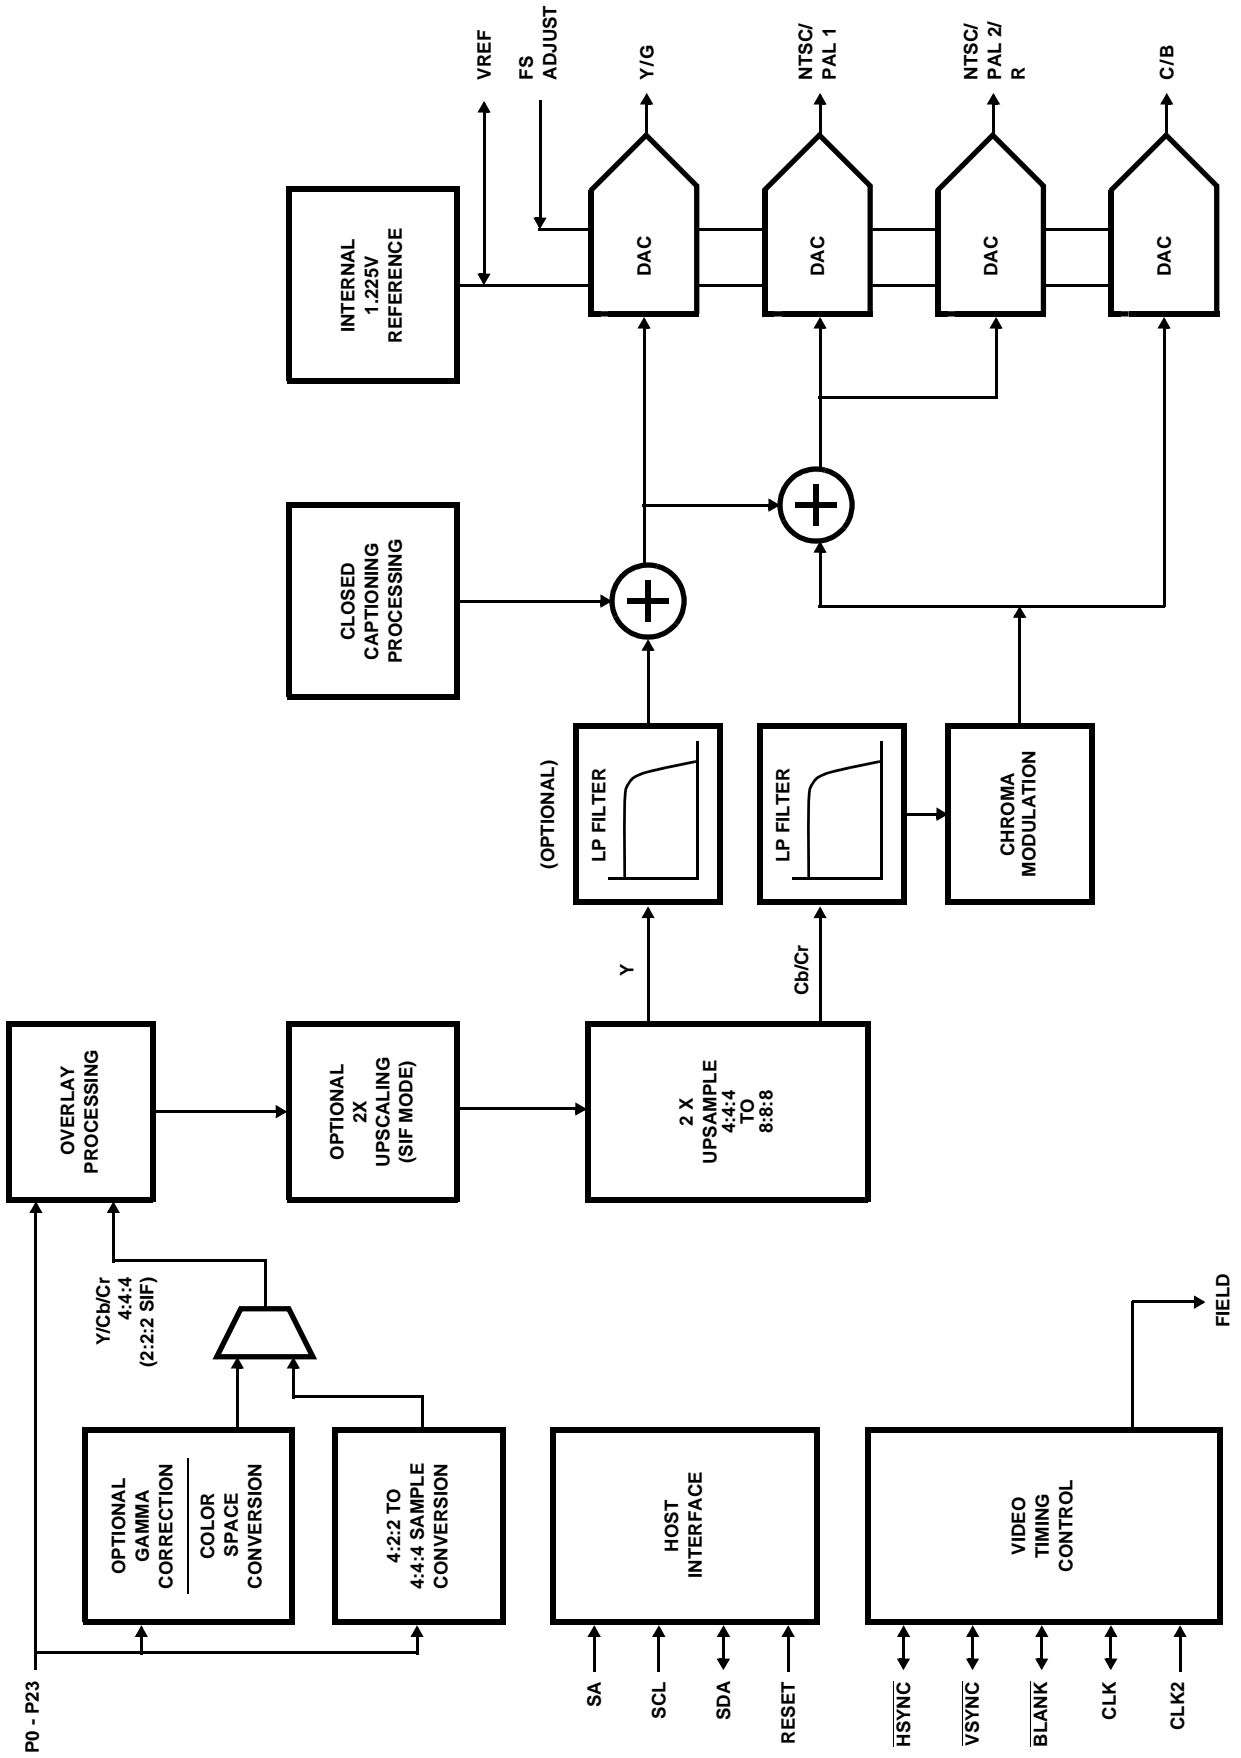 P0 - P23
OPTIONAL
GAMMA
CORRECTION
COLOR
SPACE
CONVERSION
4:2:2 TO
4:4:4 SAMPLE
CONVERSION
Y/Cb/Cr
4:4:4
(2:2:2 SIF)
OVERLAY
PROCESSING
OPTIONAL
2X
UPSCALING
(SIF MODE)
2 X
UPSAMPLE
4:4:4
TO
8:8:8
Y
Cb/Cr
(OPTIONAL)
LP FILTER
LP FILTER
CHROMA
MODULATION
CLOSED
CAPTIONING
PROCESSING
INTERNAL
1.225V
REFERENCE
VREF
FS
ADJUST
DAC
Y/G
DAC
NTSC/
PAL 1
DAC
NTSC/
PAL 2/
R
DAC
C/B
SA
SCL
SDA
RESET
HOST
INTERFACE
HSYNC
VSYNC
BLANK
CLK
CLK2
VIDEO
TIMING
CONTROL
FIELD